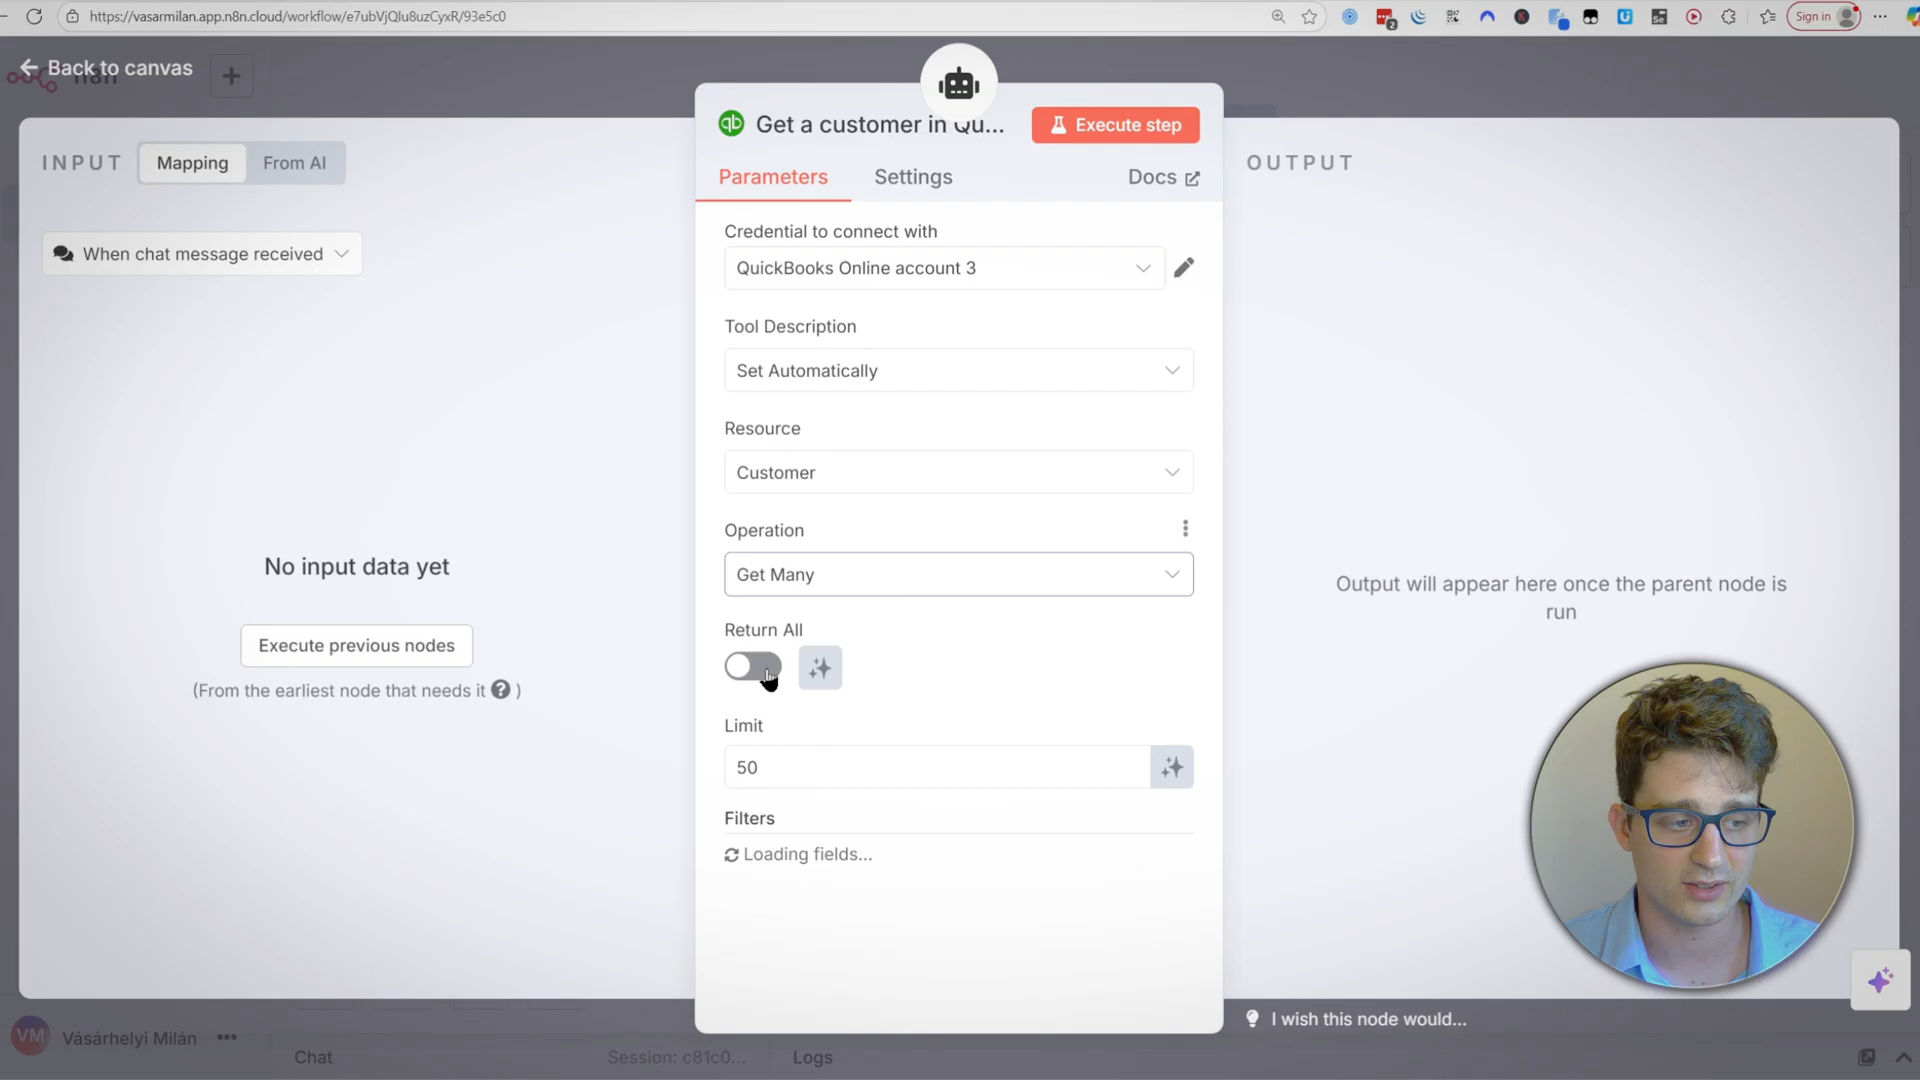 https://vasarmilan.app.n8n.cloud/workflow/e7ubVjQIu8uzCyxR/93e5c0
Sign in
Back to canvas
n8n
Get a customer in Qu...
Execute step
INPUT
Mapping
From AI
Parameters
Settings
Docs
OUTPUT
When chat message received
Credential to connect with
QuickBooks Online account 3
Tool Description
Set Automatically
Resource
Customer
Operation
Get Many
No input data yet
Execute previous nodes
(From the earliest node that needs it ? )
Return All
Limit
50
Filters
Loading fields...
Output will appear here once the parent node is
run
I wish this node would...
VM
Vásárhelyi Milán
Chat
Session: c81c0...
Logs